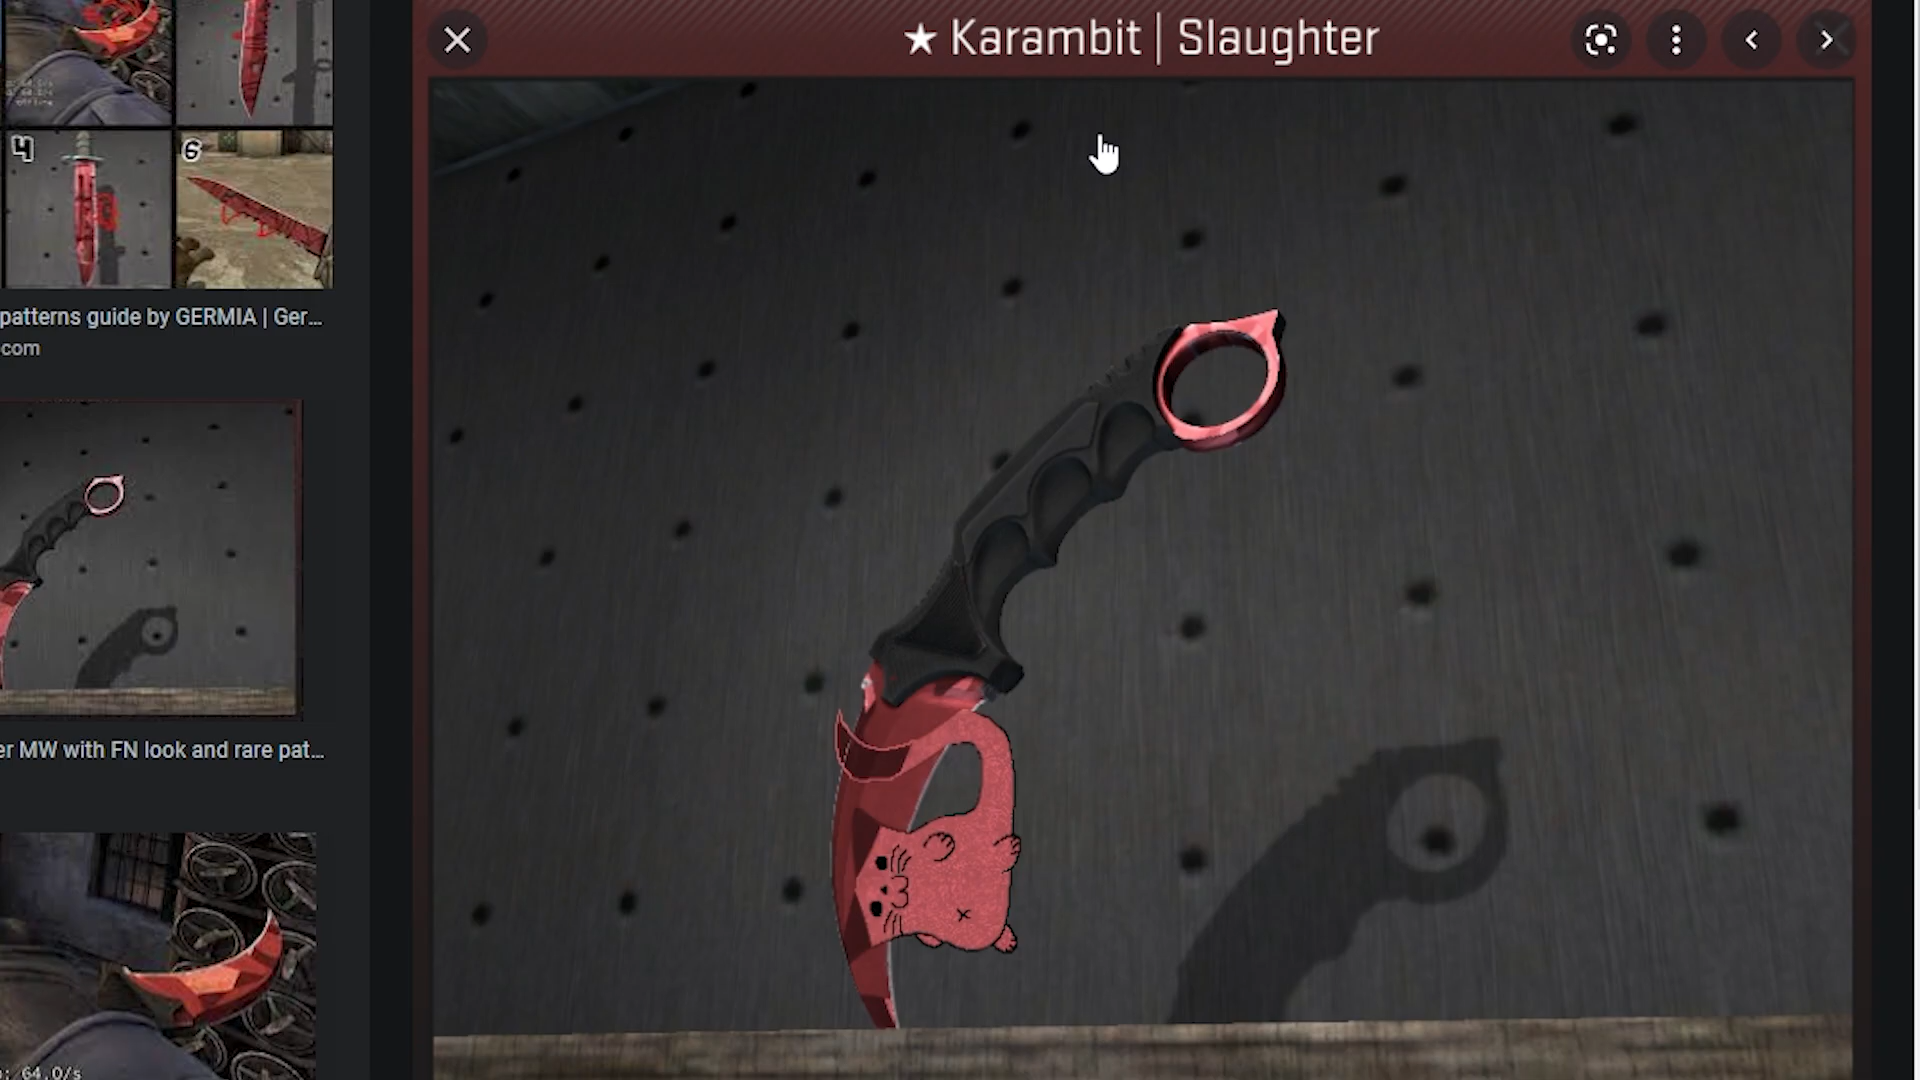 ★ Karambit | Slaughter
4
6
patterns guide by GERMIA | Ger...
com
er MW with FN look and rare pat...
64.0/s